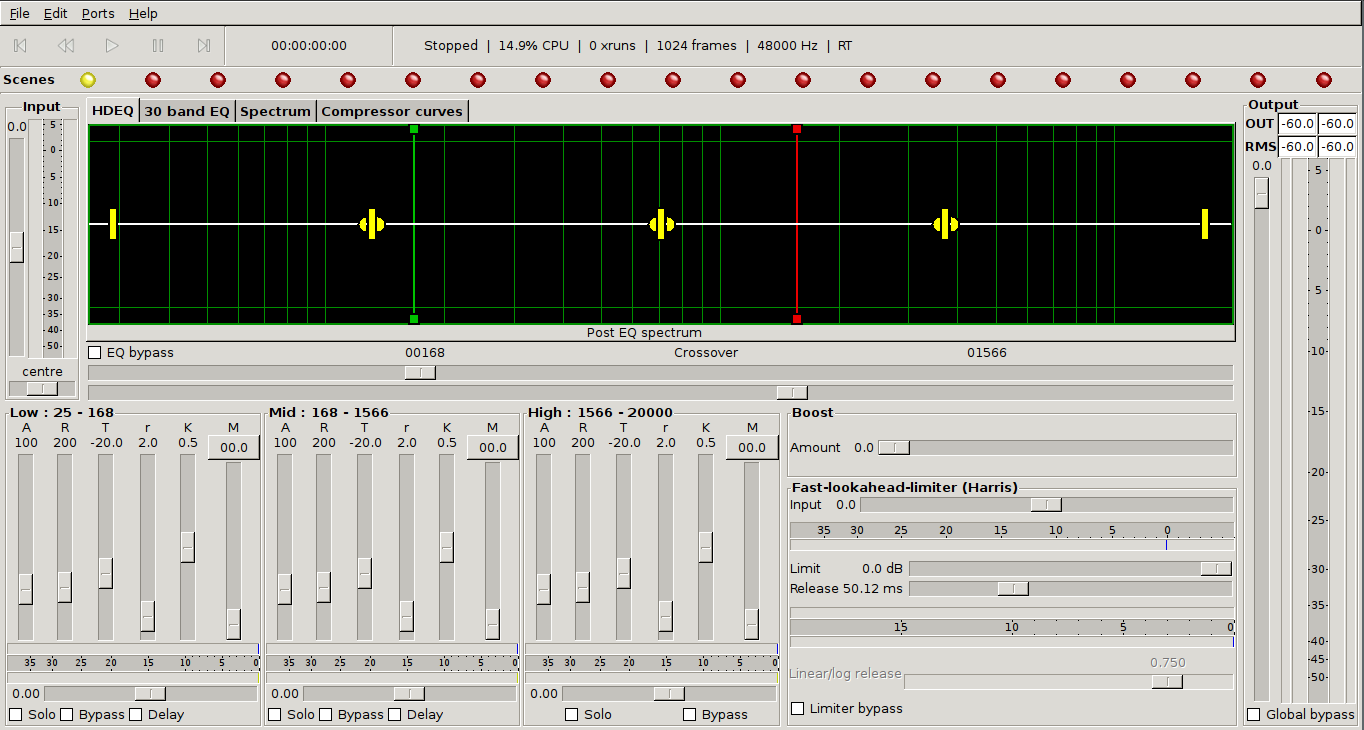 File Edit Ports Help
00:00:00:00 Stopped | 14.9% CPU | 0 xruns | 1024 frames | 48000 Hz | RT
Scenes
Input
0.0
5
0
5
10
15
20
25
30
35
40
50
centre
HDEQ 30 band EQ Spectrum Compressor curves
Post EQ spectrum
EQ bypass 00168 Crossover 01566
Output
OUT -60.0 -60.0
RMS -60.0 -60.0
0.0
5
0
5
-10
-15
-20
-25
-30
-35
-40
-45
-50
Global bypass
Low : 25 - 168
A R T r K M
100 200 -20.0 2.0 0.5 00.0
35 30 25 20 15 10 5 0
0.00
Solo Bypass Delay
Mid : 168 - 1566
A R T r K M
100 200 -20.0 2.0 0.5 00.0
35 30 25 20 15 10 5 0
0.00
Solo Bypass Delay
High : 1566 - 20000
A R T r K M
100 200 -20.0 2.0 0.5 00.0
35 30 25 20 15 10 5 0
0.00
Solo Bypass
Boost
Amount 0.0
Fast-lookahead-limiter (Harris)
Input 0.0
35 30 25 20 15 10 5 0
Limit 0.0 dB
Release 50.12 ms
15 10 5 0
0.750
Linear/log release
Limiter bypass